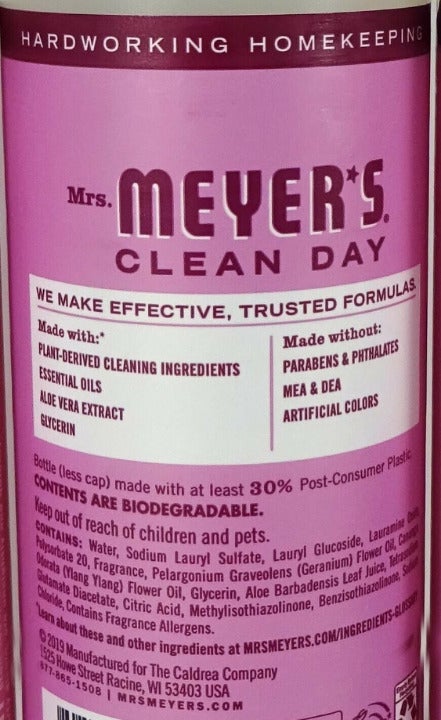 HARDWORKING HOMEKEEPING
Mrs. MEYER'S®
CLEAN DAY
WE MAKE EFFECTIVE, TRUSTED FORMULAS.
Made with:*
PLANT-DERIVED CLEANING INGREDIENTS
ESSENTIAL OILS
ALOE VERA EXTRACT
GLYCERIN
Made without:
PARABENS & PHTHALATES
MEA & DEA
ARTIFICIAL COLORS
Bottle (less cap) made with at least 30% Post-Consumer Plastic.
CONTENTS ARE BIODEGRADABLE.
Keep out of reach of children and pets.
CONTAINS: Water, Sodium Lauryl Sulfate, Lauryl Glucoside, Lauramine
Polysorbate 20, Fragrance, Pelargonium Graveolens (Geranium) Flower Oil,
Odorata (Ylang Ylang) Flower Oil, Glycerin, Aloe Barbadensis Leaf Juice,
Glutamate Diacetate, Citric Acid, Methylisothiazolinone, Benzisothiazolinone,
Chloride, Contains Fragrance Allergens.
*Learn about these and other ingredients at MRSMEYERS.COM/INGREDIENTS-GLOSSARY
© 2019 Manufactured for The Caldrea Company
1525 Howe Street Racine, WI 53403 USA
877-865-1508 | MRSMEYERS.COM